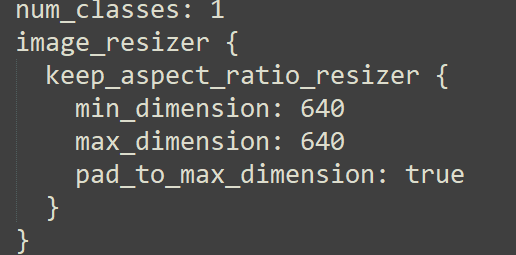 num_classes: 1
image_resizer {
  keep_aspect_ratio_resizer {
    min_dimension: 640
    max_dimension: 640
    pad_to_max_dimension: true
  }
}